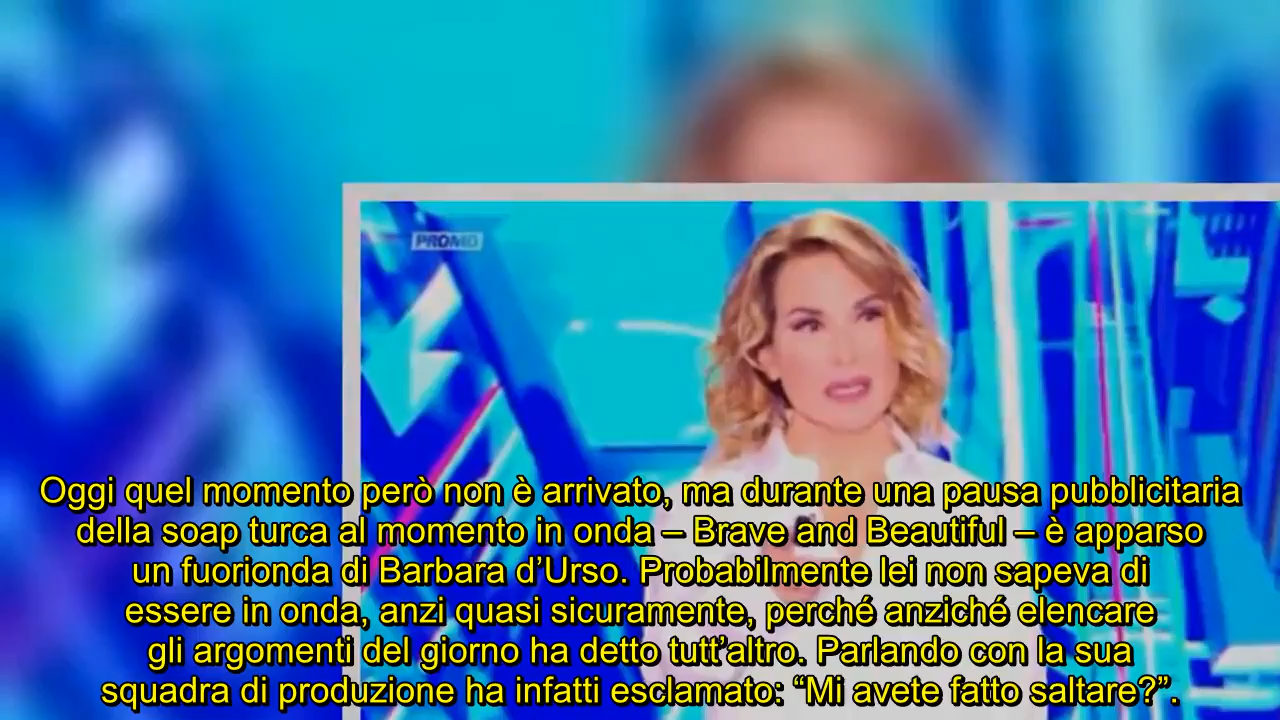 PROMO
Oggi quel momento però non è arrivato, ma durante una pausa pubblicitaria
della soap turca al momento in onda – Brave and Beautiful – è apparso
un fuorionda di Barbara d’Urso. Probabilmente lei non sapeva di
essere in onda, anzi quasi sicuramente, perché anziché elencare
gli argomenti del giorno ha detto tutt’altro. Parlando con la sua
squadra di produzione ha infatti esclamato: “Mi avete fatto saltare?”.